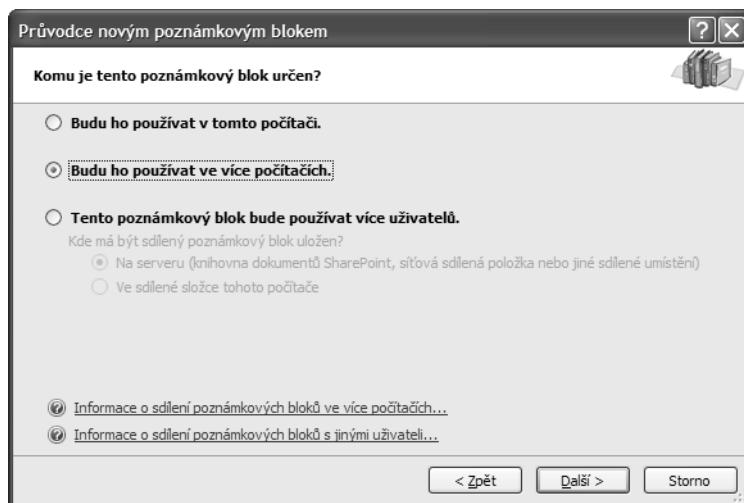 Průvodce novým poznámkovým blokem
Komu je tento poznámkový blok určen?
Budu ho používat v tomto počítači.
Budu ho používat ve více počítačích.
Tento poznámkový blok bude používat více uživatelů.
Kde má být sdílený poznámkový blok uložen?
Na serveru (knihovna dokumentů SharePoint, síťová sdílená položka nebo jiné sdílené umístění)
Ve sdílené složce tohoto počítače
Informace o sdílení poznámkových bloků ve více počítačích...
Informace o sdílení poznámkových bloků s jinými uživateli...
< Zpět Další > Storno